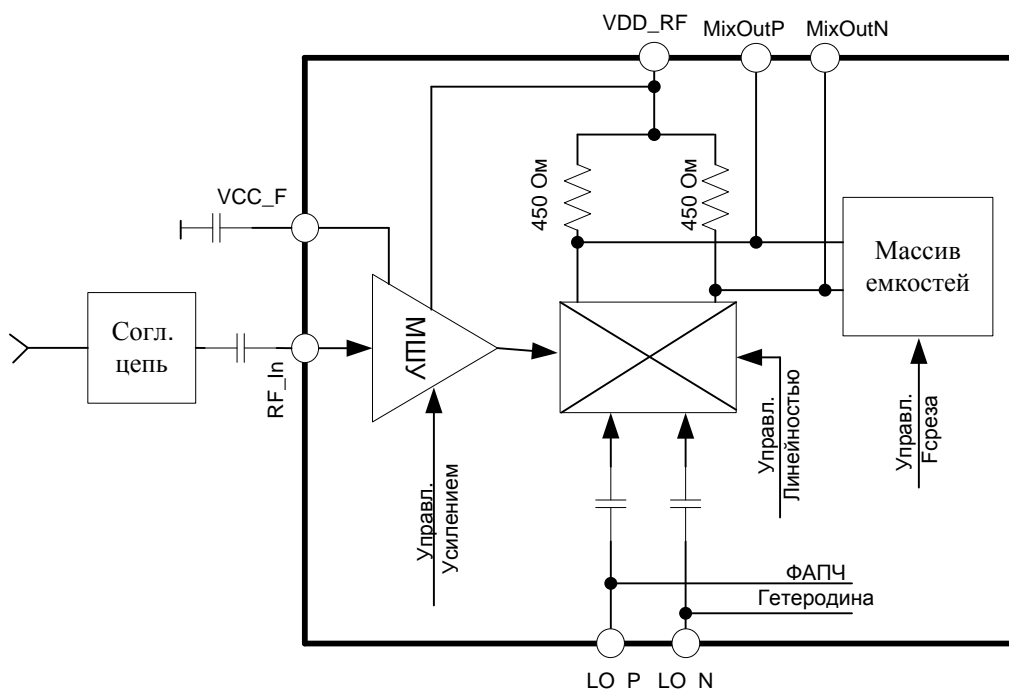 VDD_RF
MixOutP
MixOutN
VCC_F
450 Ом
450 Ом
Массив
емкостей
Согл.
цепь
RF_In
МШУ
Управл.
Усилением
Управл.
Линейностью
Управл.
Fсреза
ФАПЧ
Гетеродина
LO_P
LO_N